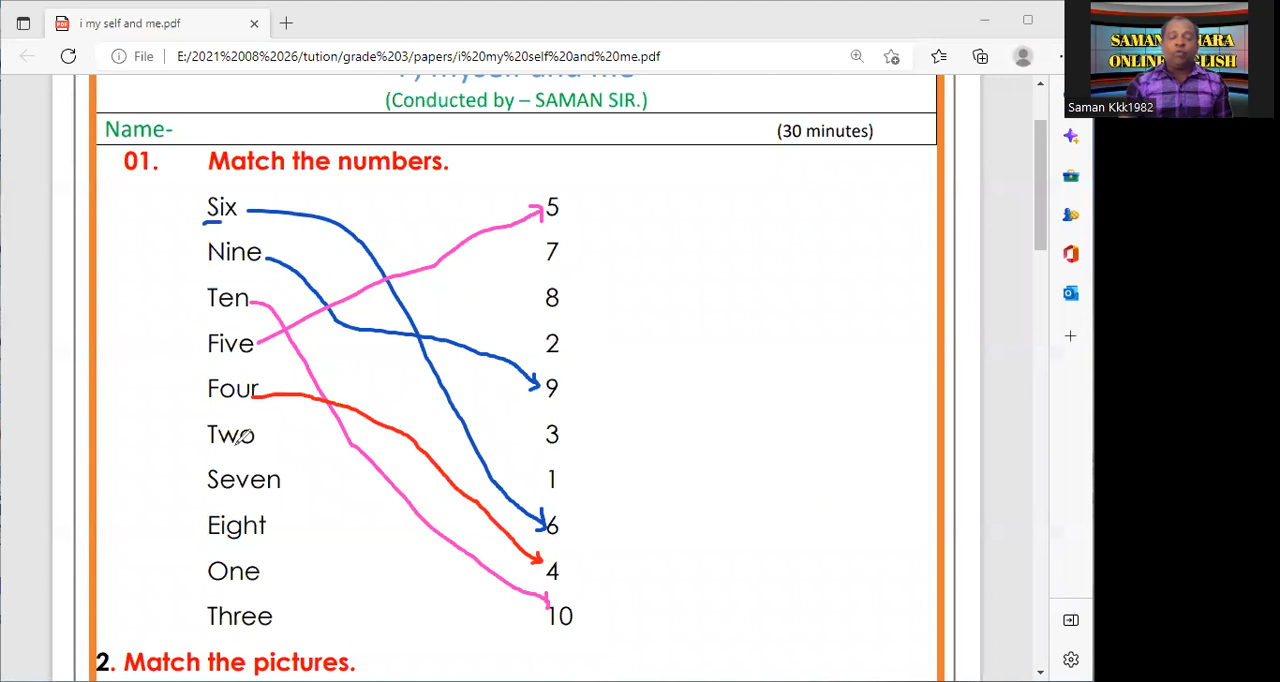 i my self and me.pdf
File E:/2021%2008%2026/tution/grade%203/papers/i%20my%20self%20and%20me.pdf
(Conducted by – SAMAN SIR.)
Name-
(30 minutes)
01. Match the numbers.
Six 5
Nine 7
Ten 8
Five 2
Four 9
Two 3
Seven 1
Eight 6
One 4
Three 10
2. Match the pictures.
ONLINE ENGLISH
Saman Kkk1982